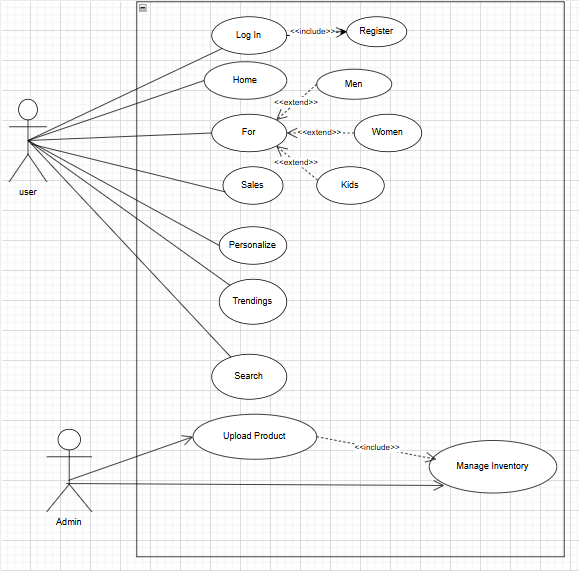 Log In
<<include>>
Register
Home
Men
<<extend>>
For
<<extend>>
Women
<<extend>>
Sales
Kids
user
Personalize
Trendings
Search
Upload Product
<<include>>
Manage Inventory
Admin